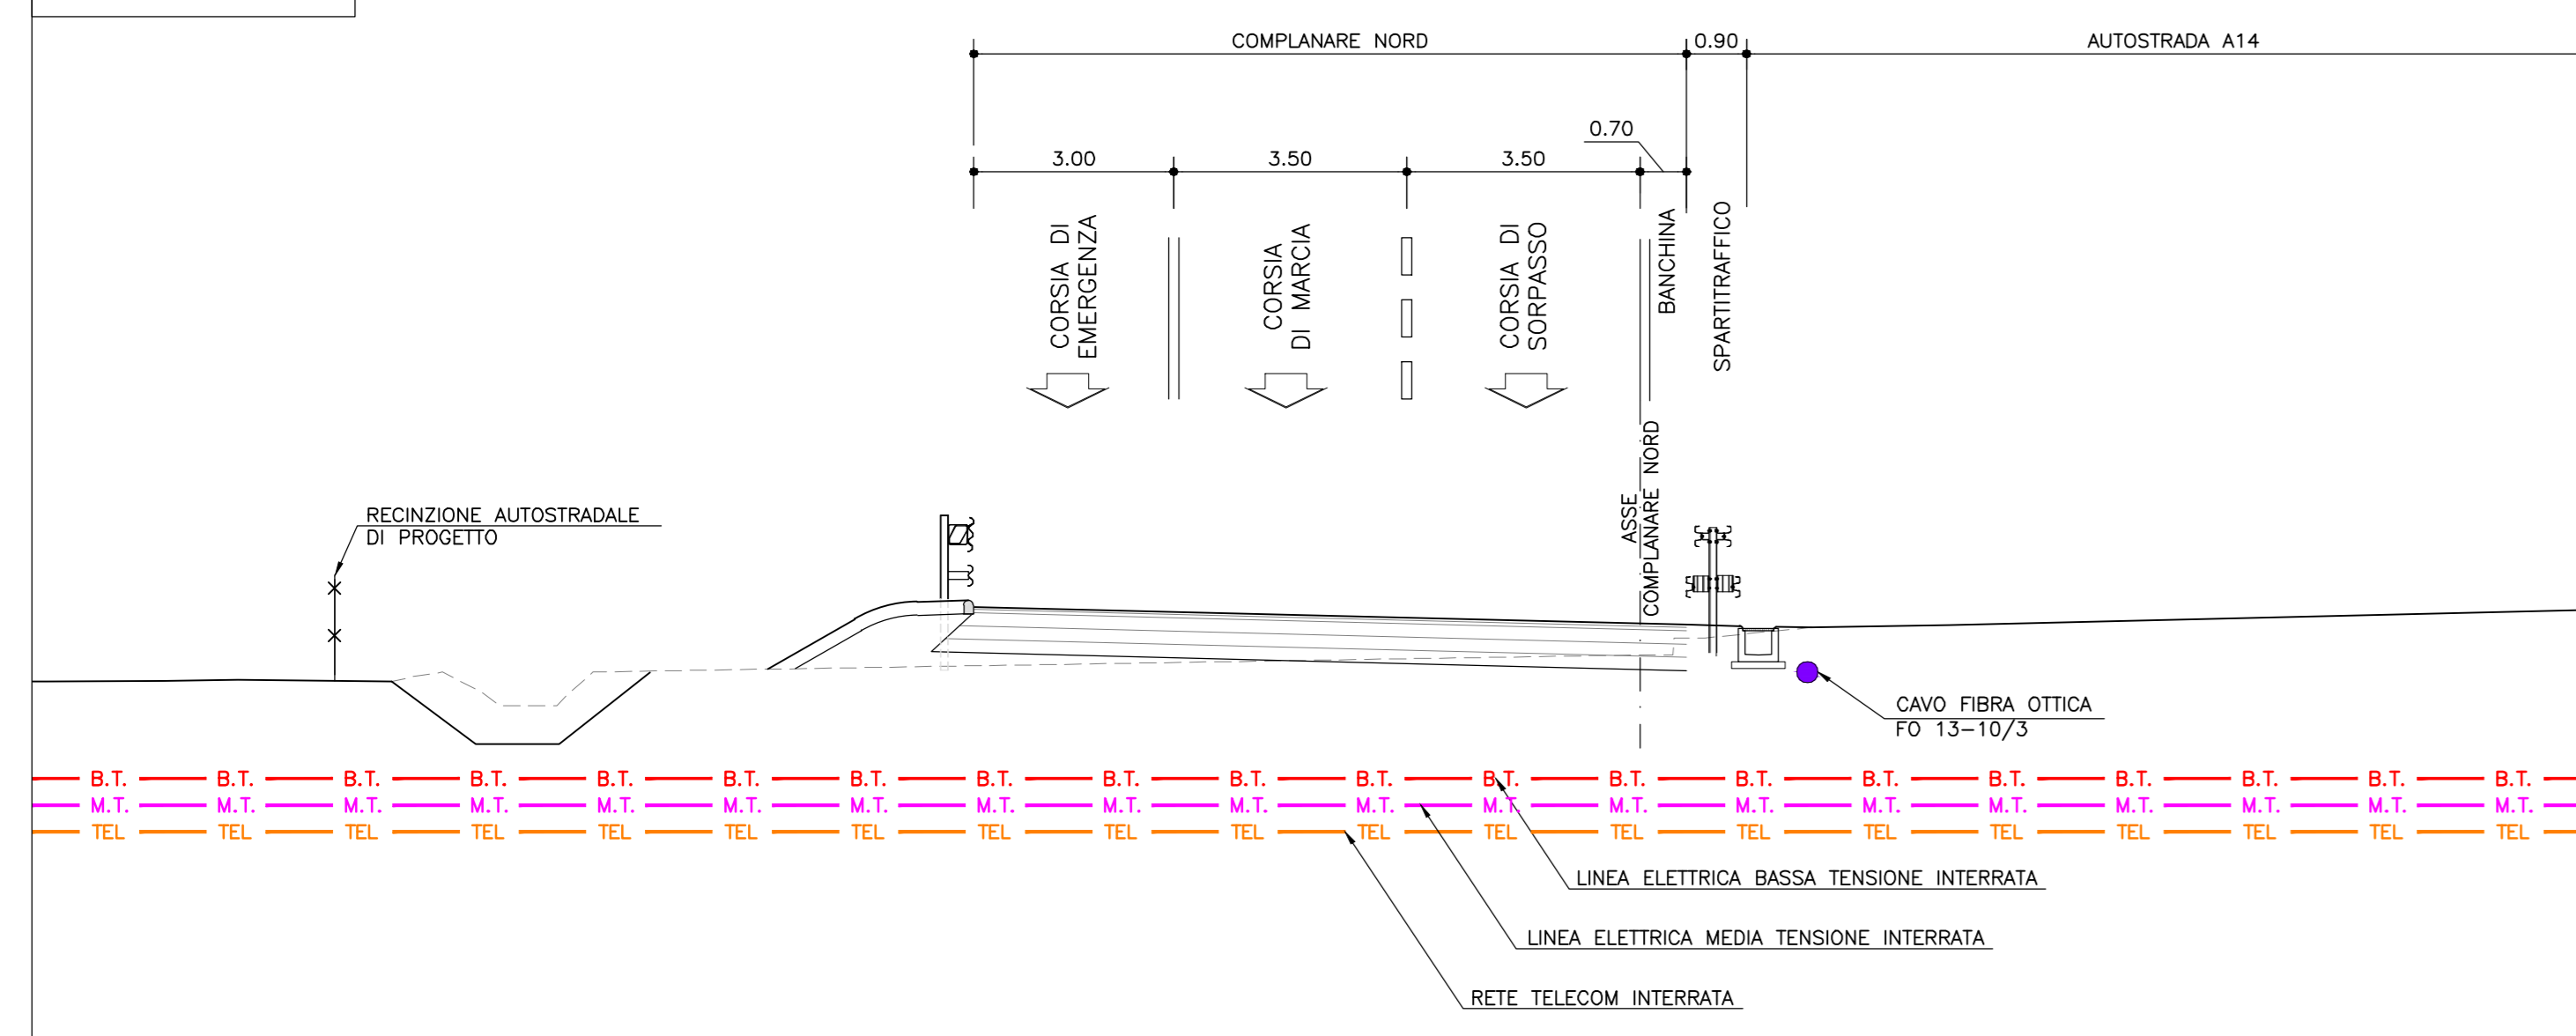 COMPLANARE NORD
0.90
AUTOSTRADA A14
0.70
3.00
3.50
3.50
CORSIA DI
EMERGENZA
CORSIA
DI MARCIA
CORSIA DI
SORPASSO
BANCHINA
SPARTITRAFFICO
ASSE
COMPLANARE NORD
RECINZIONE AUTOSTRADALE
DI PROGETTO
CAVO FIBRA OTTICA
FO 13-10/3
B.T. B.T. B.T. B.T. B.T. B.T. B.T. B.T. B.T. B.T. B.T. B.T. B.T. B.T. B.T. B.T. B.T. B.T. B.T. B.T.
M.T. M.T. M.T. M.T. M.T. M.T. M.T. M.T. M.T. M.T. M.T. M.T. M.T. M.T. M.T. M.T. M.T. M.T. M.T. M.T.
TEL TEL TEL TEL TEL TEL TEL TEL TEL TEL TEL TEL TEL TEL TEL TEL TEL TEL TEL TEL
LINEA ELETTRICA BASSA TENSIONE INTERRATA
LINEA ELETTRICA MEDIA TENSIONE INTERRATA
RETE TELECOM INTERRATA